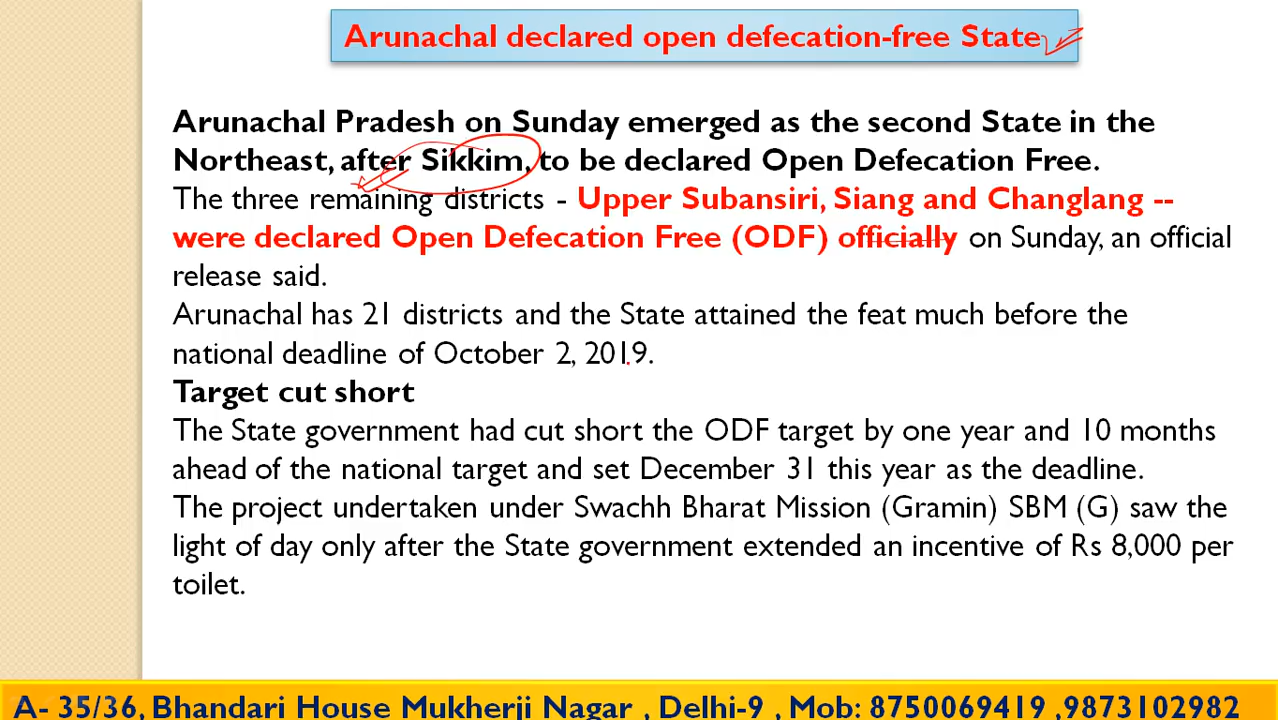 Arunachal declared open defecation-free State
Arunachal Pradesh on Sunday emerged as the second State in the
Northeast, after Sikkim, to be declared Open Defecation Free.
The three remaining districts - Upper Subansiri, Siang and Changlang --
were declared Open Defecation Free (ODF) officially on Sunday, an official
release said.
Arunachal has 21 districts and the State attained the feat much before the
national deadline of October 2, 2019.
Target cut short
The State government had cut short the ODF target by one year and 10 months
ahead of the national target and set December 31 this year as the deadline.
The project undertaken under Swachh Bharat Mission (Gramin) SBM (G) saw the
light of day only after the State government extended an incentive of Rs 8,000 per
toilet.
A- 35/36, Bhandari House Mukherji Nagar , Delhi-9 , Mob: 8750069419 ,9873102982